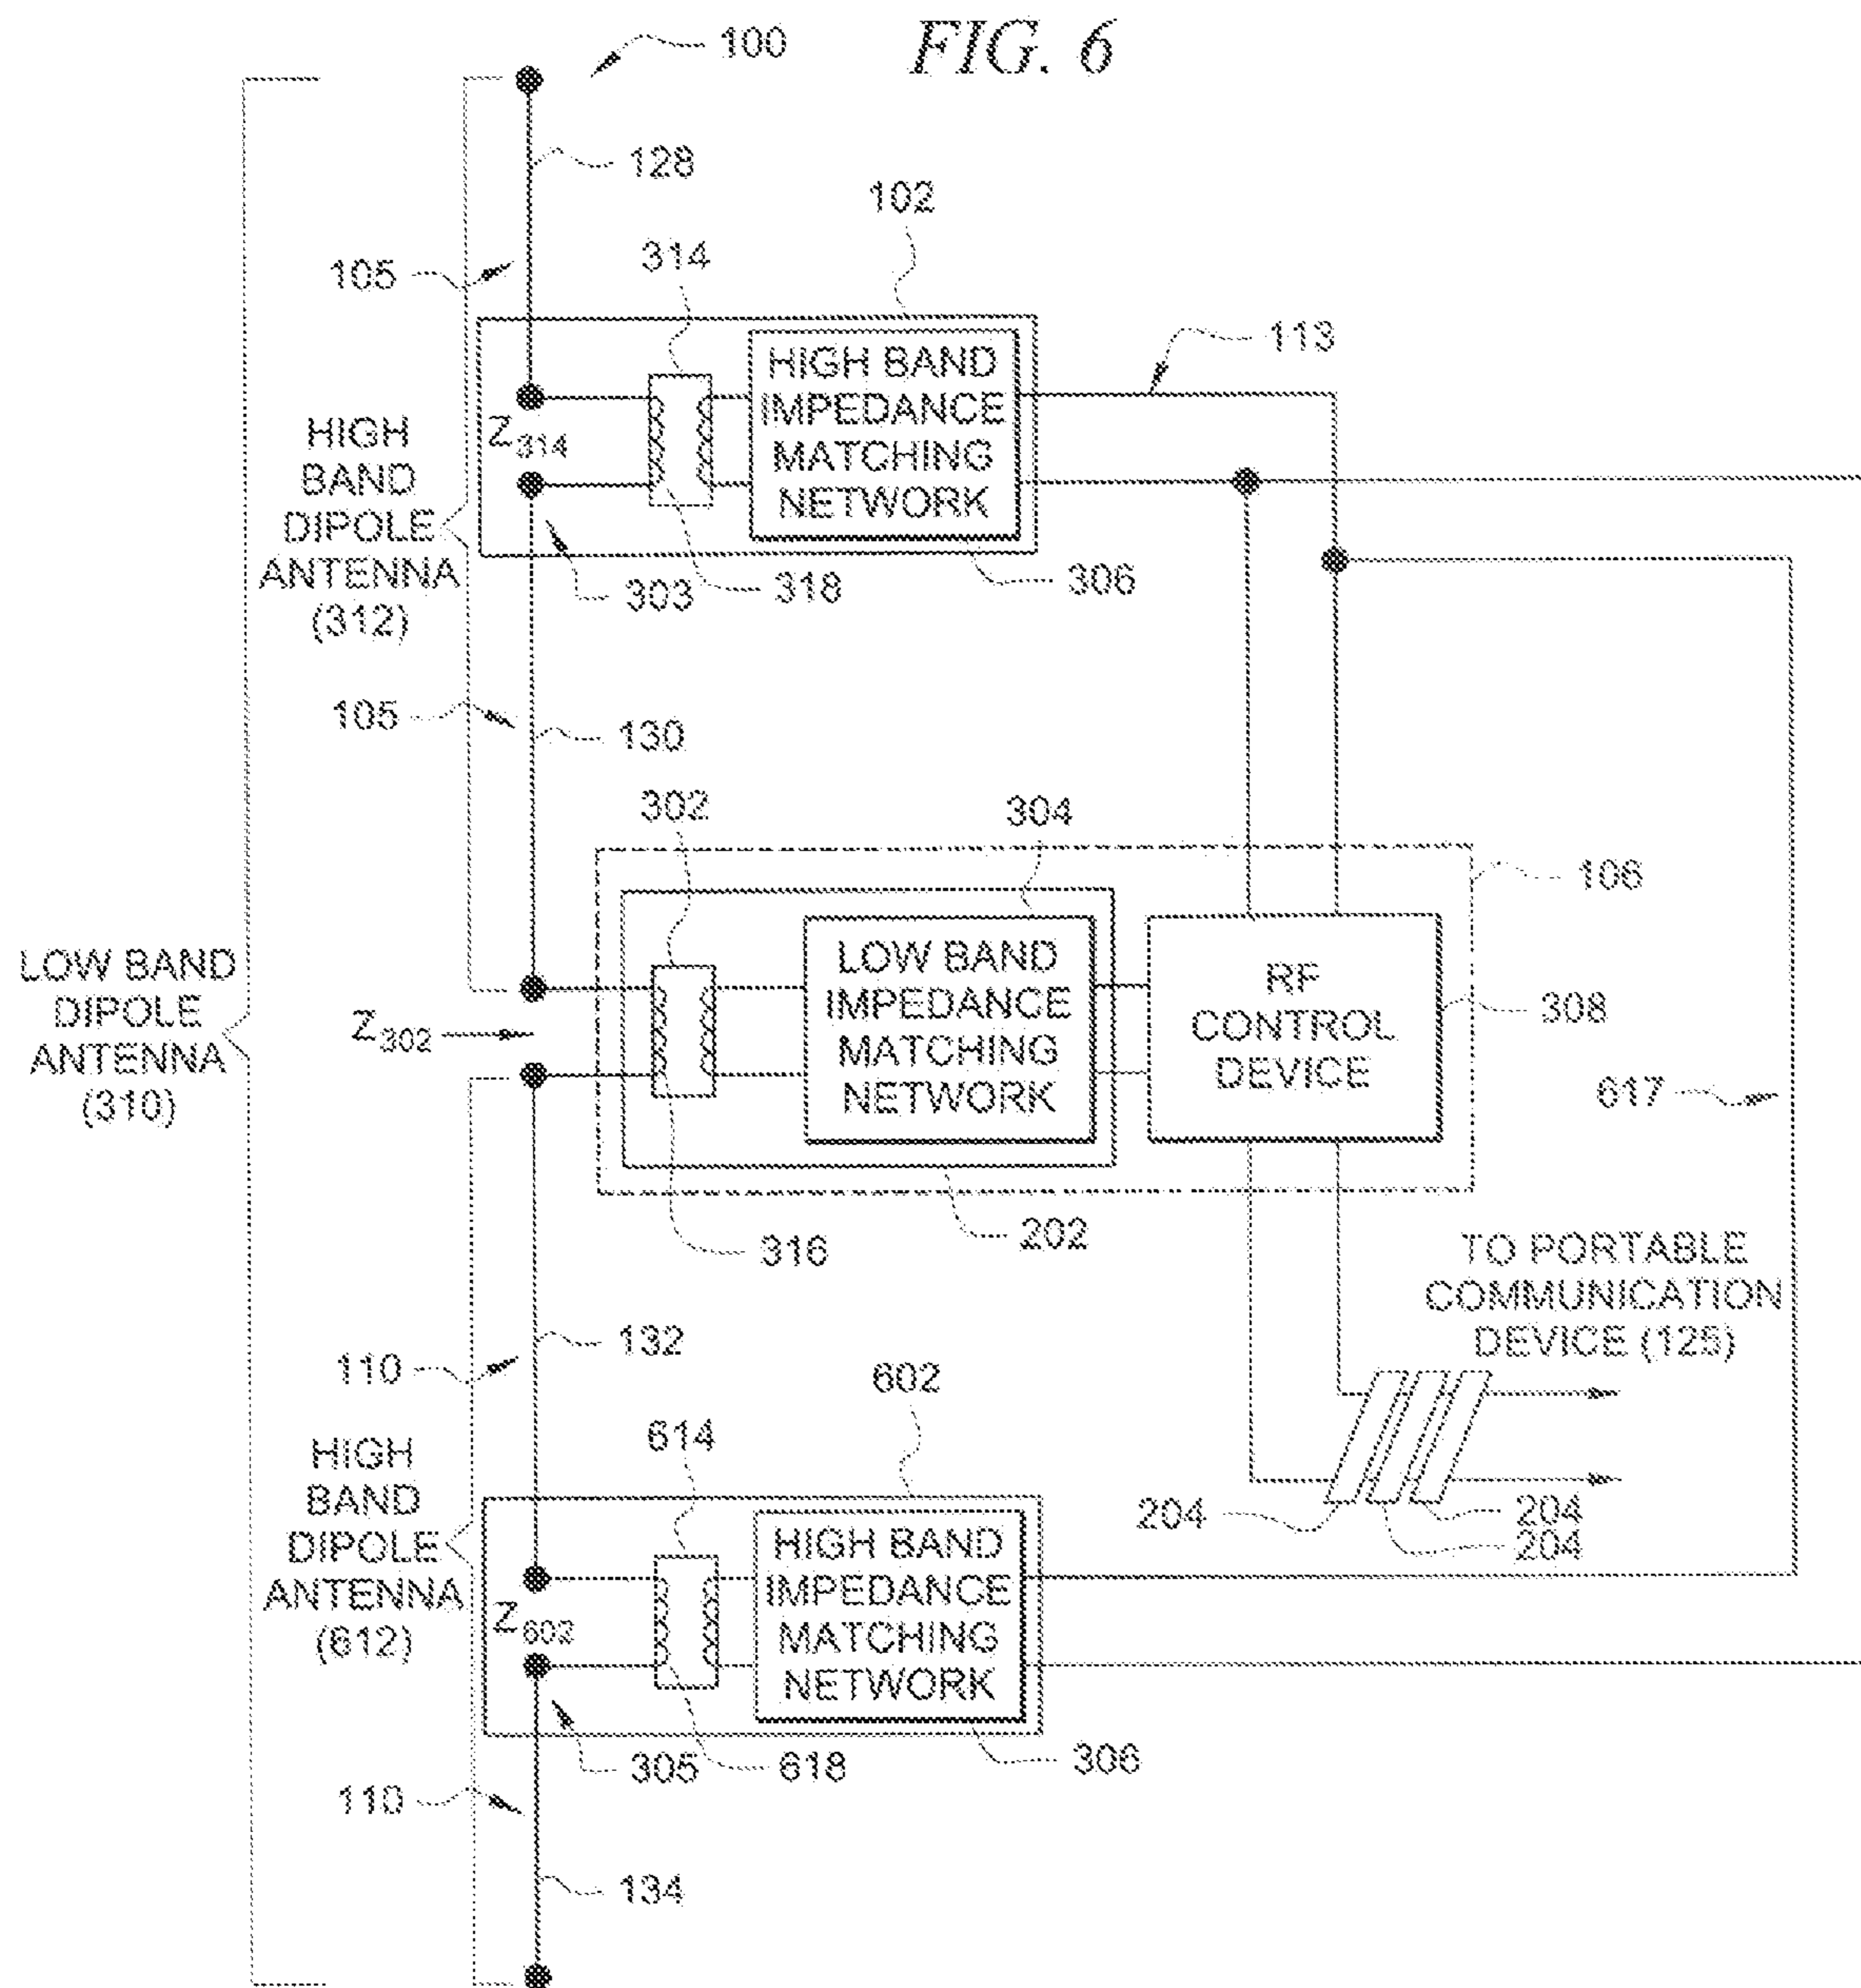 FIG. 6
100
128
102
314
105
113
HIGH BAND
IMPEDANCE
MATCHING
NETWORK
Z314
HIGH
BAND
DIPOLE
ANTENNA
(312)
303
318
306
105
130
302
304
106
LOW BAND
DIPOLE
ANTENNA
(310)
LOW BAND
IMPEDANCE
MATCHING
NETWORK
RF
CONTROL
DEVICE
308
Z302
617
316
202
TO PORTABLE
COMMUNICATION
DEVICE (125)
132
110
602
614
HIGH
BAND
DIPOLE
ANTENNA
(612)
204
204
204
HIGH BAND
IMPEDANCE
MATCHING
NETWORK
Z602
305
618
306
110
134